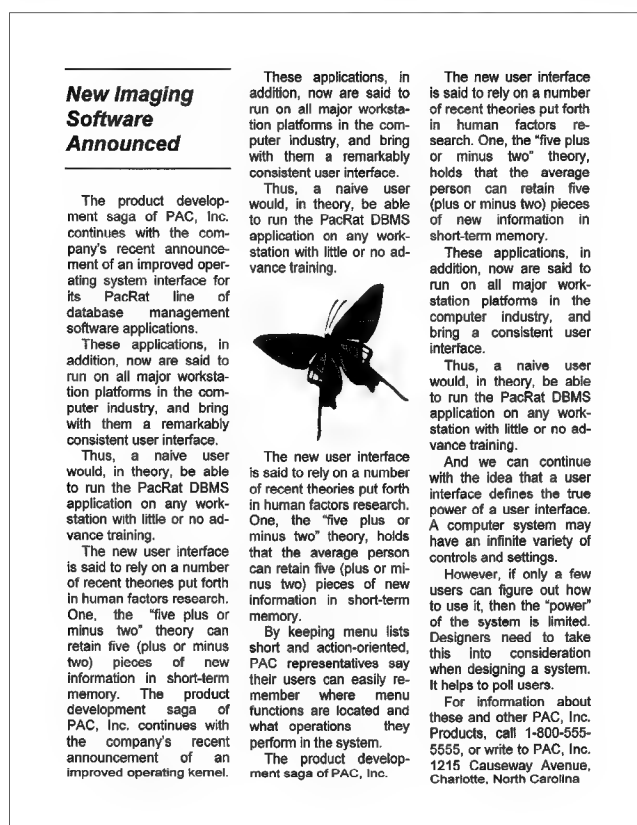 New Imaging
Software
Announced
The product develop-
ment saga of PAC, Inc.
continues with the com-
pany's recent announce-
ment of an improved oper-
ating system interface for
its PacRat line of
database management
software applications.
These applications, in
addition, now are said to
run on all major worksta-
tion platforms in the com-
puter industry, and bring
with them a remarkably
consistent user interface.
Thus, a naive user
would, in theory, be able
to run the PacRat DBMS
application on any work-
station with little or no ad-
vance training.
The new user interface
is said to rely on a number
of recent theories put forth
in human factors research.
One, the "five plus or
minus two" theory can
retain five (plus or minus
two) pieces of new
information in short-term
memory. The product
development saga of
PAC, Inc. continues with
the company's recent
announcement of an
improved operating kernel.
These applications, in
addition, now are said to
run on all major worksta-
tion platforms in the com-
puter industry, and bring
with them a remarkably
consistent user interface.
Thus, a naive user
would, in theory, be able
to run the PacRat DBMS
application on any work-
station with little or no ad-
vance training.
The new user interface
is said to rely on a number
of recent theories put forth
in human factors research.
One, the "five plus or
minus two" theory, holds
that the average person
can retain five (plus or mi-
nus two) pieces of new
information in short-term
memory.
By keeping menu lists
short and action-oriented,
PAC representatives say
their users can easily re-
member where menu
functions are located and
what operations they
perform in the system.
The product develop-
ment saga of PAC, Inc.
The new user interface
is said to rely on a number
of recent theories put forth
in human factors re-
search. One, the "five plus
or minus two" theory,
holds that the average
person can retain five
(plus or minus two) pieces
of new information in
short-term memory.
These applications, in
addition, now are said to
run on all major work-
station platforms in the
computer industry, and
bring a consistent user
interface.
Thus, a naive user
would, in theory, be able
to run the PacRat DBMS
application on any work-
station with little or no ad-
vance training.
And we can continue
with the idea that a user
interface defines the true
power of a user interface.
A computer system may
have an infinite variety of
controls and settings.
However, if only a few
users can figure out how
to use it, then the "power"
of the system is limited.
Designers need to take
this into consideration
when designing a system.
It helps to poll users.
For information about
these and other PAC, Inc.
Products, call 1-800-555-
5555, or write to PAC, Inc.
1215 Causeway Avenue,
Charlotte, North Carolina